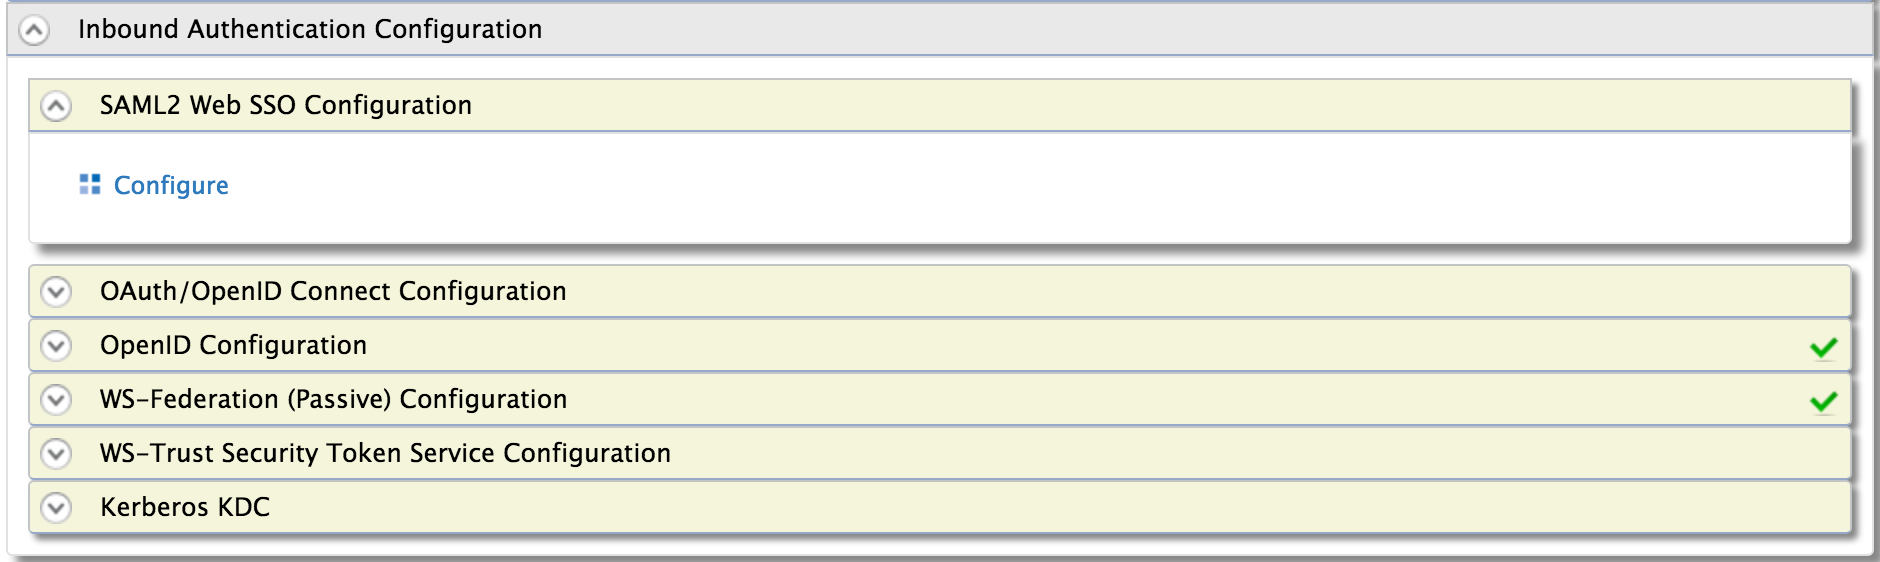 Inbound Authentication Configuration
SAML2 Web SSO Configuration
Configure
OAuth/OpenID Connect Configuration
OpenID Configuration
WS-Federation (Passive) Configuration
WS-Trust Security Token Service Configuration
Kerberos KDC